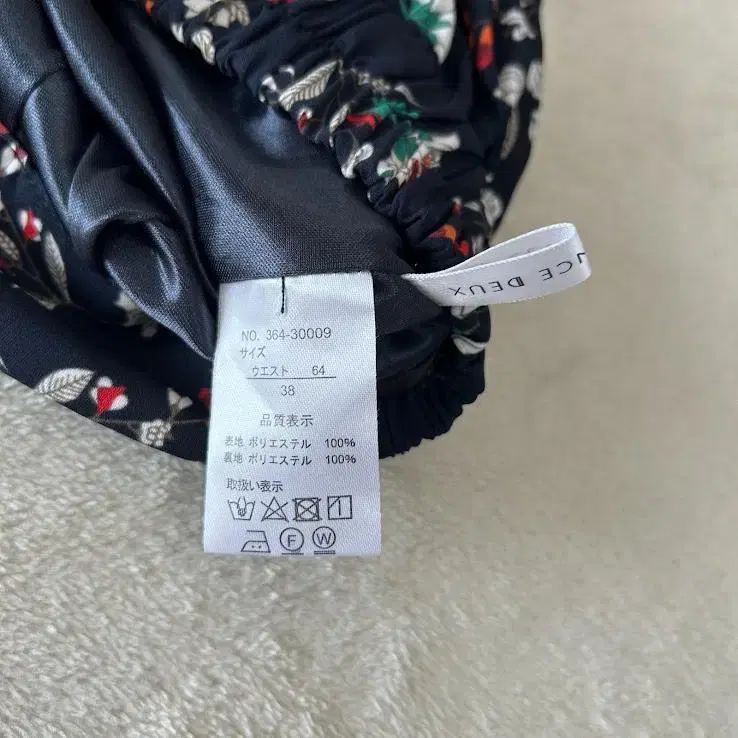 NO. 364-30009
サイズ
ウエスト 64
38
品質表示
表地 ポリエステル 100%
裏地 ポリエステル 100%
取扱い表示
F W
DEUX